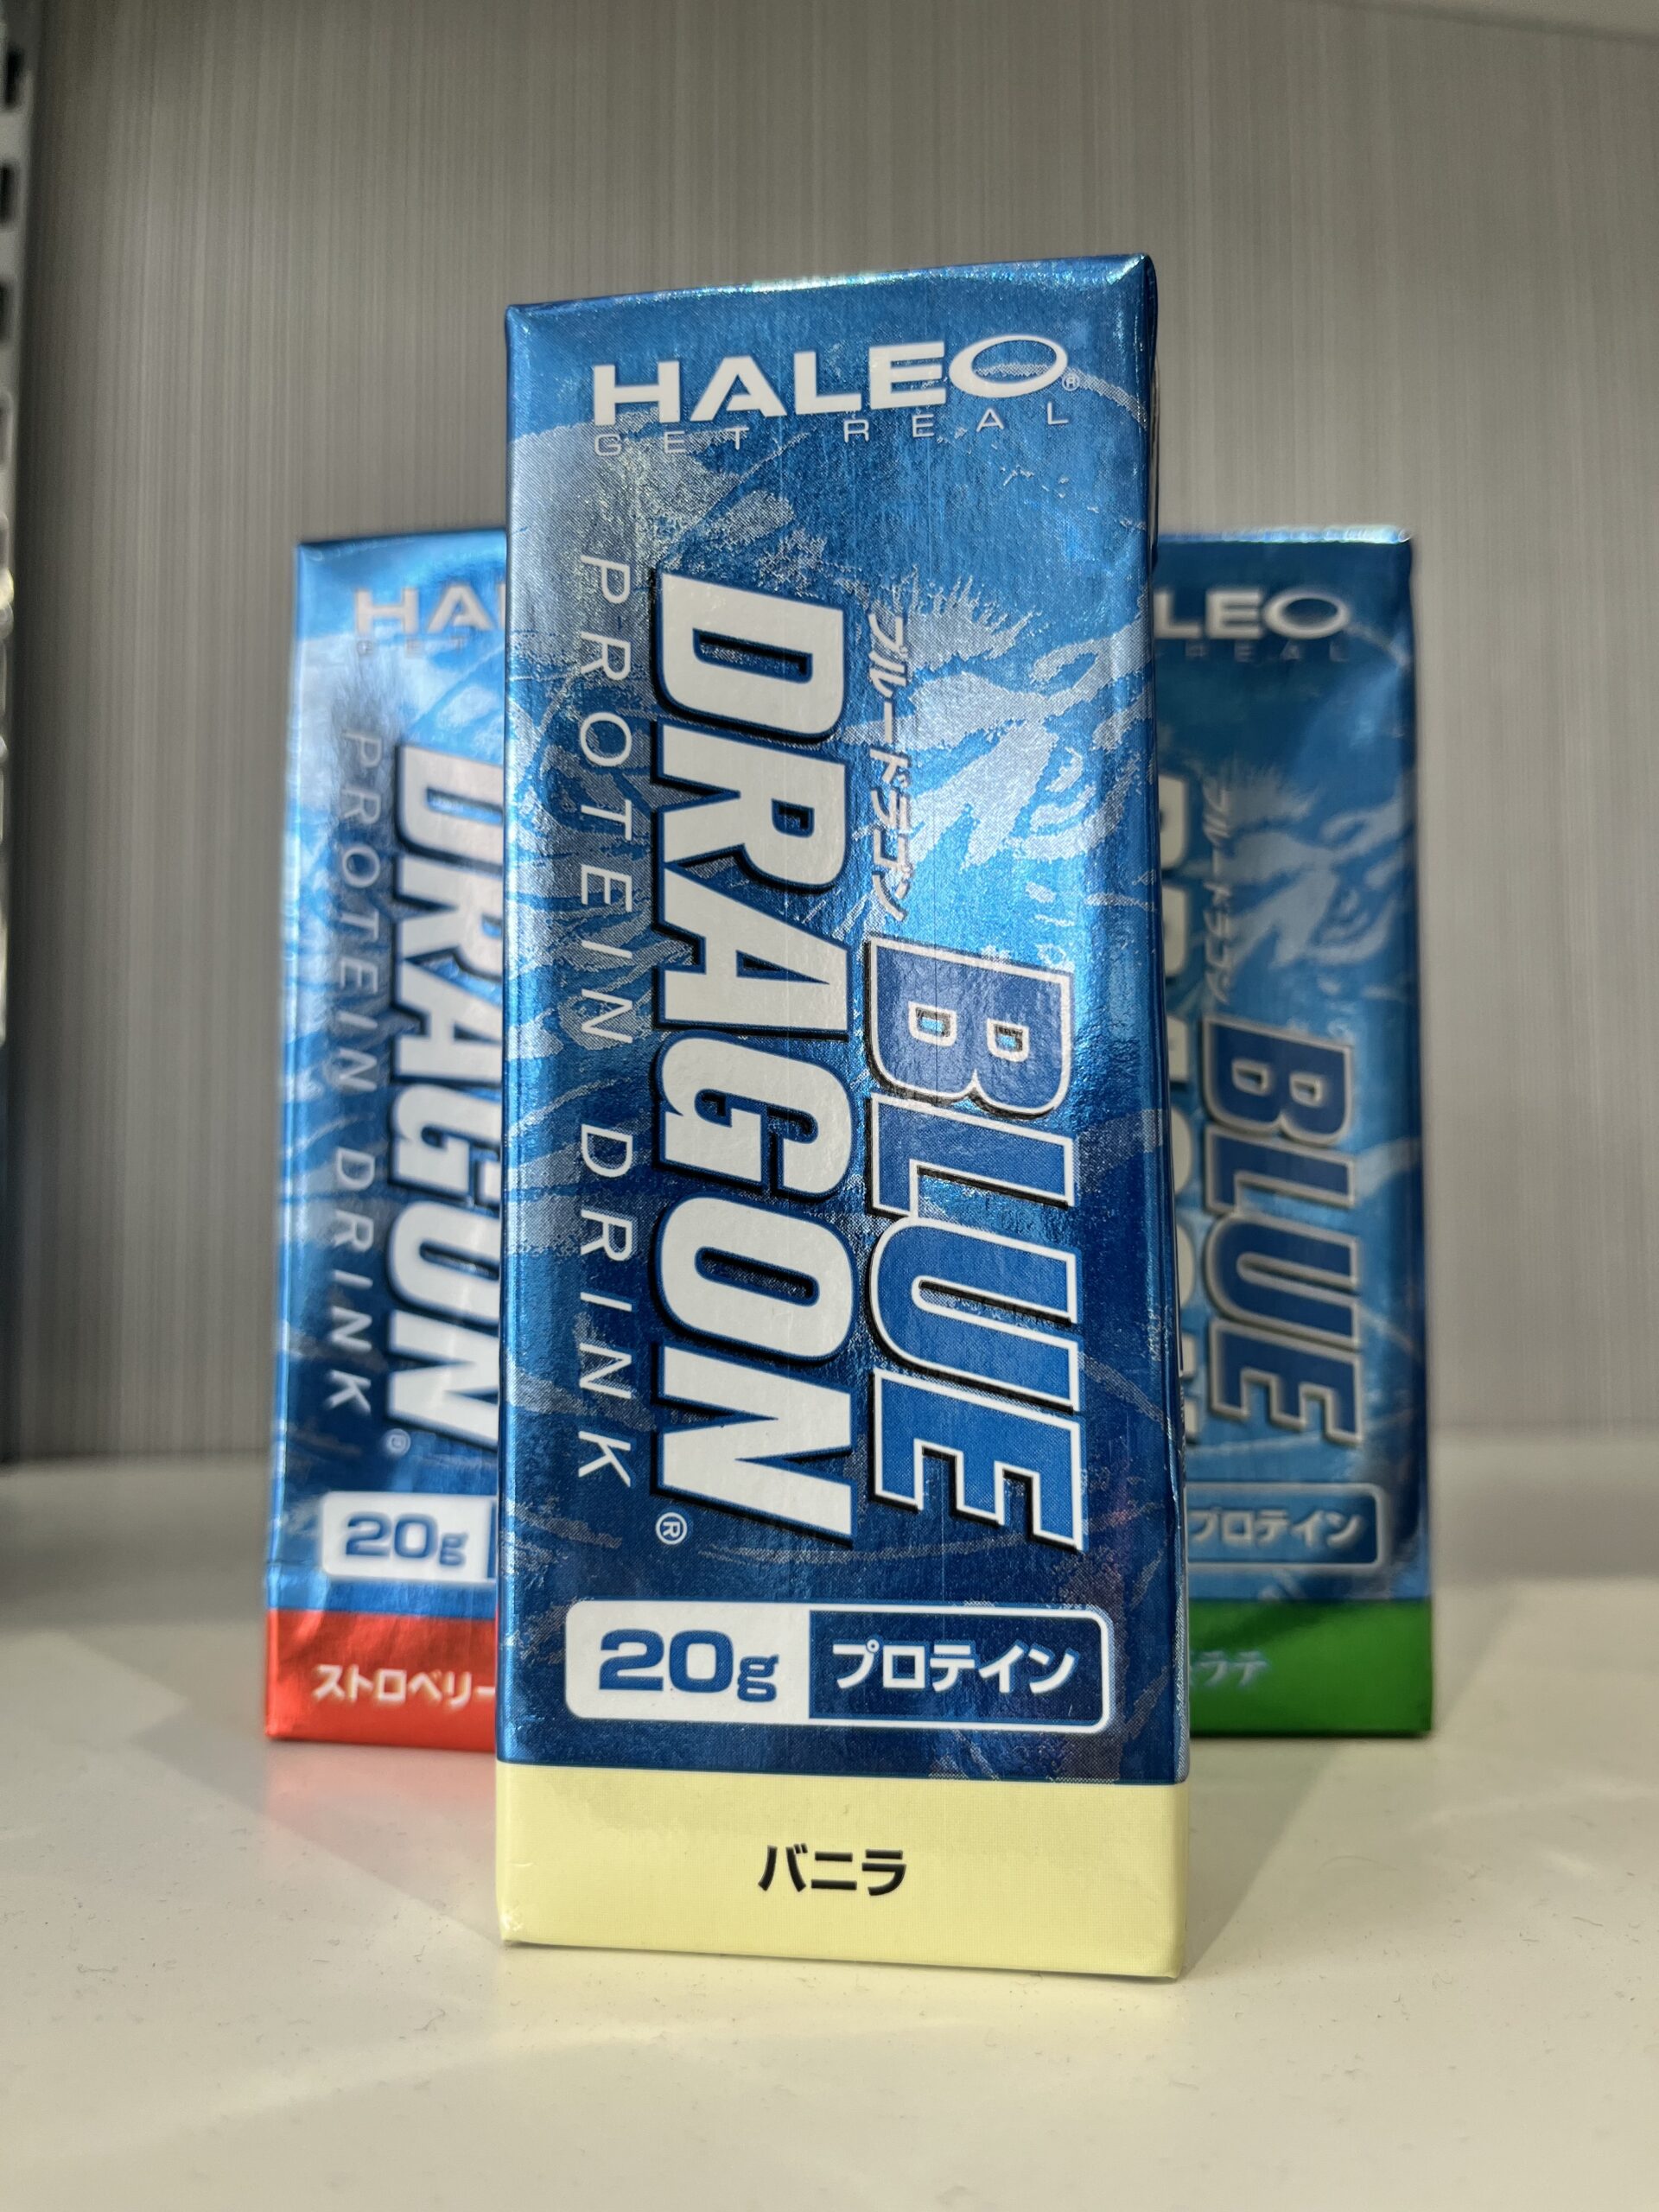 HALEO®
GET REAL
ブルードラゴン
BLUE
DRAGON®
PROTEIN DRINK
20g プロテイン
バニラ
DRAGON®
PROTEIN DRINK
20g
ストロベリー
ブルードラゴン
BLUE
プロテイン